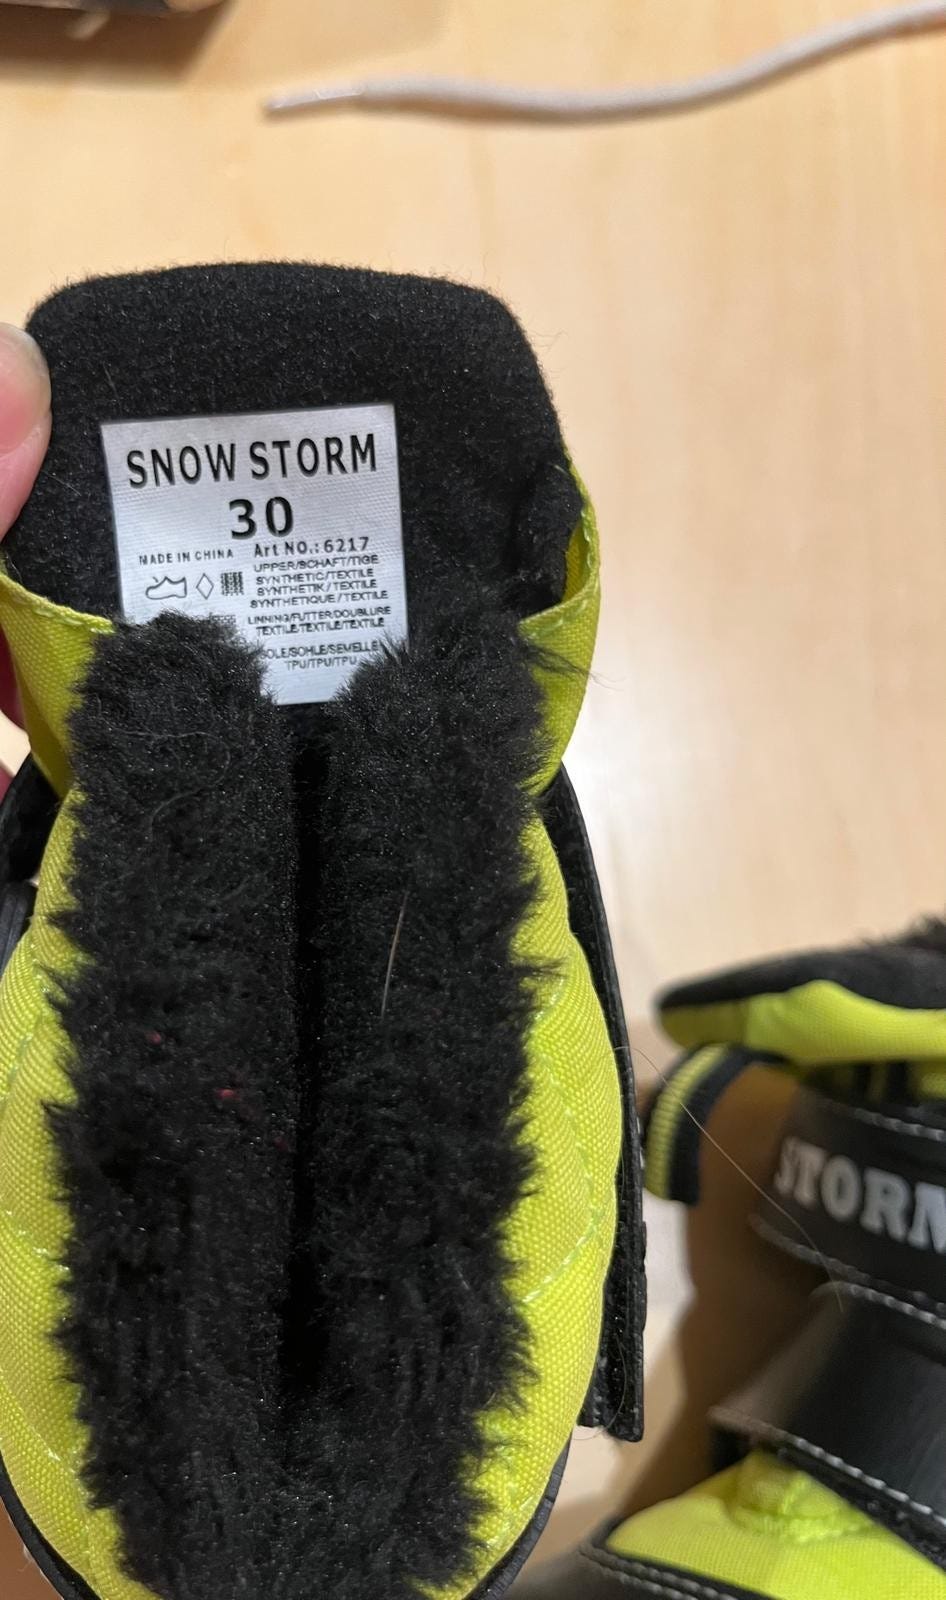 SNOW STORM
30
MADE IN CHINA Art NO.:6217
UPPER/SCHAFT/TIGE
SYNTHETIC/TEXTILE
SYNTHETIK/TEXTILE
SYNTHETIQUE/TEXTILE
LINNING/FUTTER/DOUBLURE
TEXTILE/TEXTILE/TEXTILE
SOLE/SOHLE/SEMELLE
TPU/TPU/TPU
STORM